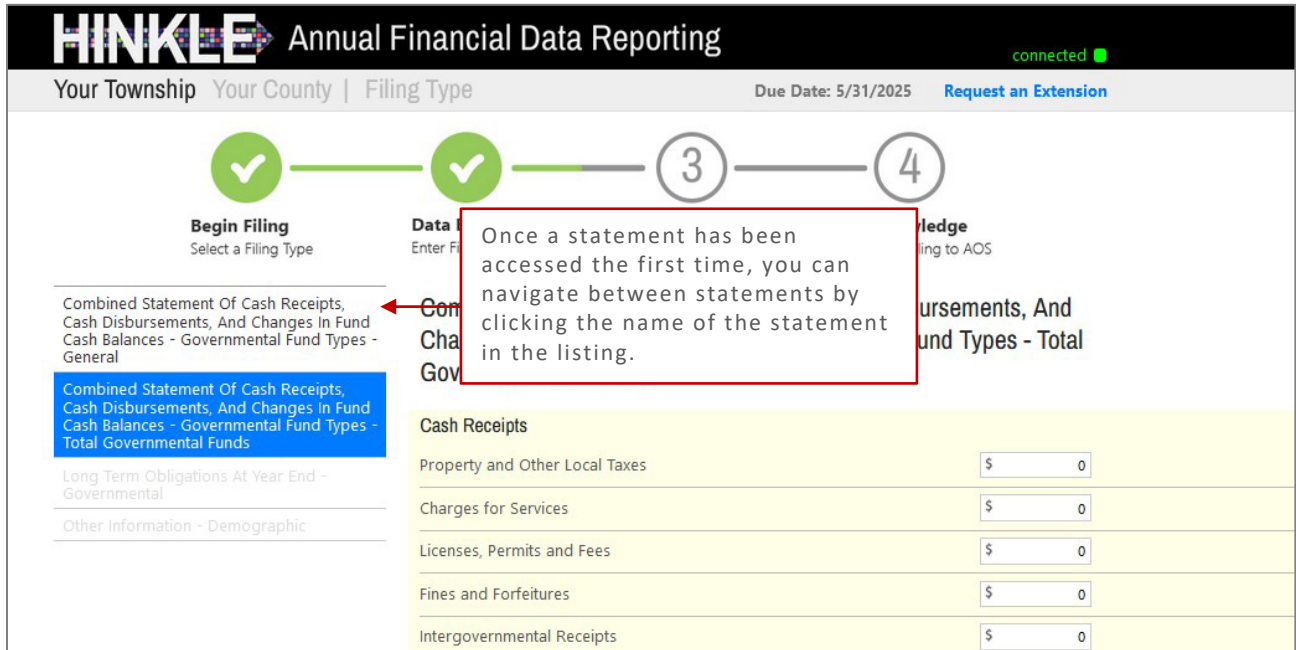 HINKLE Annual Financial Data Reporting
connected
Your Township Your County | Filing Type
Due Date: 5/31/2025 Request an Extension
3
4
Begin Filing
Select a Filing Type
Data
Enter
ling to AOS
Once a statement has been
accessed the first time, you can
navigate between statements by
clicking the name of the statement
in the listing.
Combined Statement Of Cash Receipts,
Cash Disbursements, And Changes In Fund
Cash Balances - Governmental Fund Types -
General
Combined Statement Of Cash Receipts,
Cash Disbursements, And Changes In Fund
Cash Balances - Governmental Fund Types -
Total Governmental Funds
Long Term Obligations At Year End -
Governmental
Other Information - Demographic
Com ursements, And
Cha und Types - Total
Gov
Cash Receipts
Property and Other Local Taxes $ 0
Charges for Services $ 0
Licenses, Permits and Fees $ 0
Fines and Forfeitures $ 0
Intergovernmental Receipts $ 0